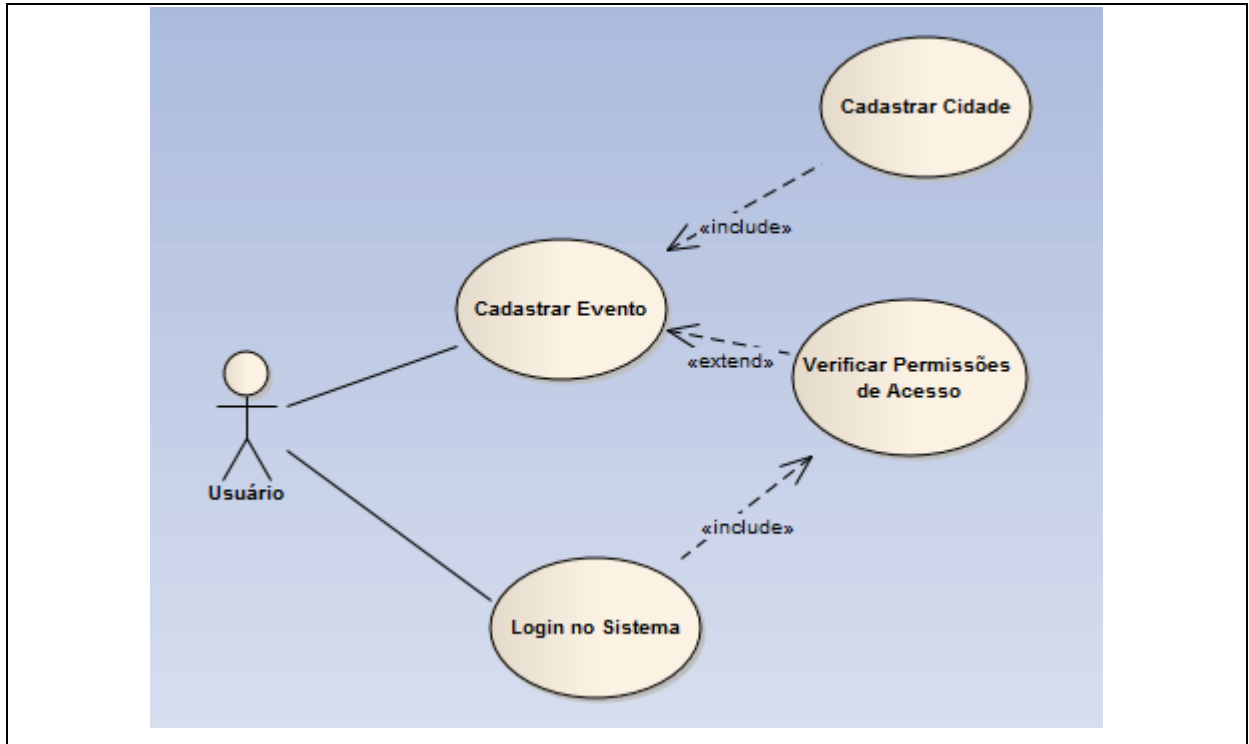 Cadastrar Cidade
«include»
Cadastrar Evento
«extend»
Verificar Permissões
de Acesso
Usuário
«include»
Login no Sistema